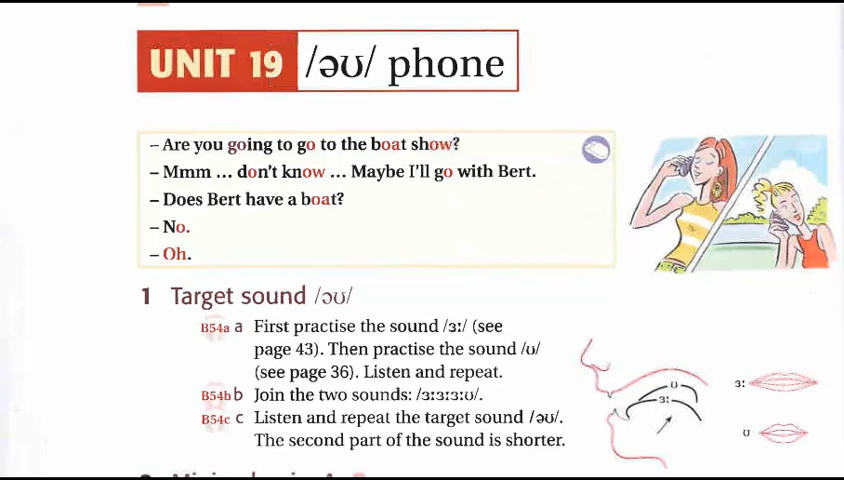 UNIT 19 /əʊ/ phone
– Are you going to go to the boat show?
– Mmm ... don't know ... Maybe I'll go with Bert.
– Does Bert have a boat?
– No.
– Oh.
1 Target sound /əʊ/
B54a a First practise the sound /ɜː/ (see
page 43). Then practise the sound /ʊ/
(see page 36). Listen and repeat.
B54b b Join the two sounds: /ɜːɜːɜːʊ/.
B54c c Listen and repeat the target sound /əʊ/.
The second part of the sound is shorter.
ʊ
ɜː
ɜː
ʊ